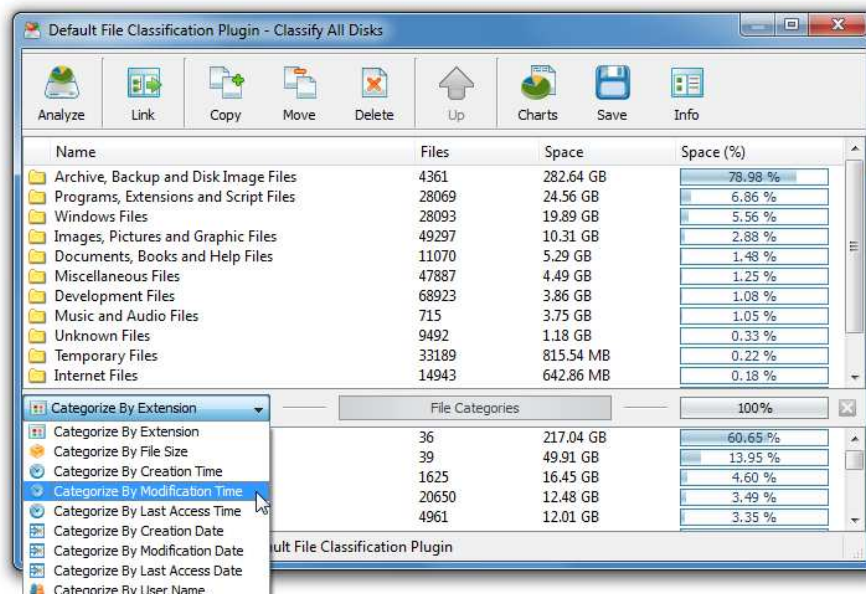 Default File Classification Plugin - Classify All Disks
Analyze Link Copy Move Delete Up Charts Save Info
Name Files Space Space (%)
Archive, Backup and Disk Image Files 4361 282.64 GB 78.98 %
Programs, Extensions and Script Files 28069 24.56 GB 6.86 %
Windows Files 28093 19.89 GB 5.56 %
Images, Pictures and Graphic Files 49297 10.31 GB 2.88 %
Documents, Books and Help Files 11070 5.29 GB 1.48 %
Miscellaneous Files 47887 4.49 GB 1.25 %
Development Files 68923 3.86 GB 1.08 %
Music and Audio Files 715 3.75 GB 1.05 %
Unknown Files 9492 1.18 GB 0.33 %
Temporary Files 33189 815.54 MB 0.22 %
Internet Files 14943 642.86 MB 0.18 %
Categorize By Extension File Categories 100%
Categorize By Extension 36 217.04 GB 60.65 %
Categorize By File Size 39 49.91 GB 13.95 %
Categorize By Creation Time 1625 16.45 GB 4.60 %
Categorize By Modification Time 20650 12.48 GB 3.49 %
Categorize By Last Access Time 4961 12.01 GB 3.35 %
Categorize By Creation Date
Categorize By Modification Date ult File Classification Plugin
Categorize By Last Access Date
Categorize By User Name